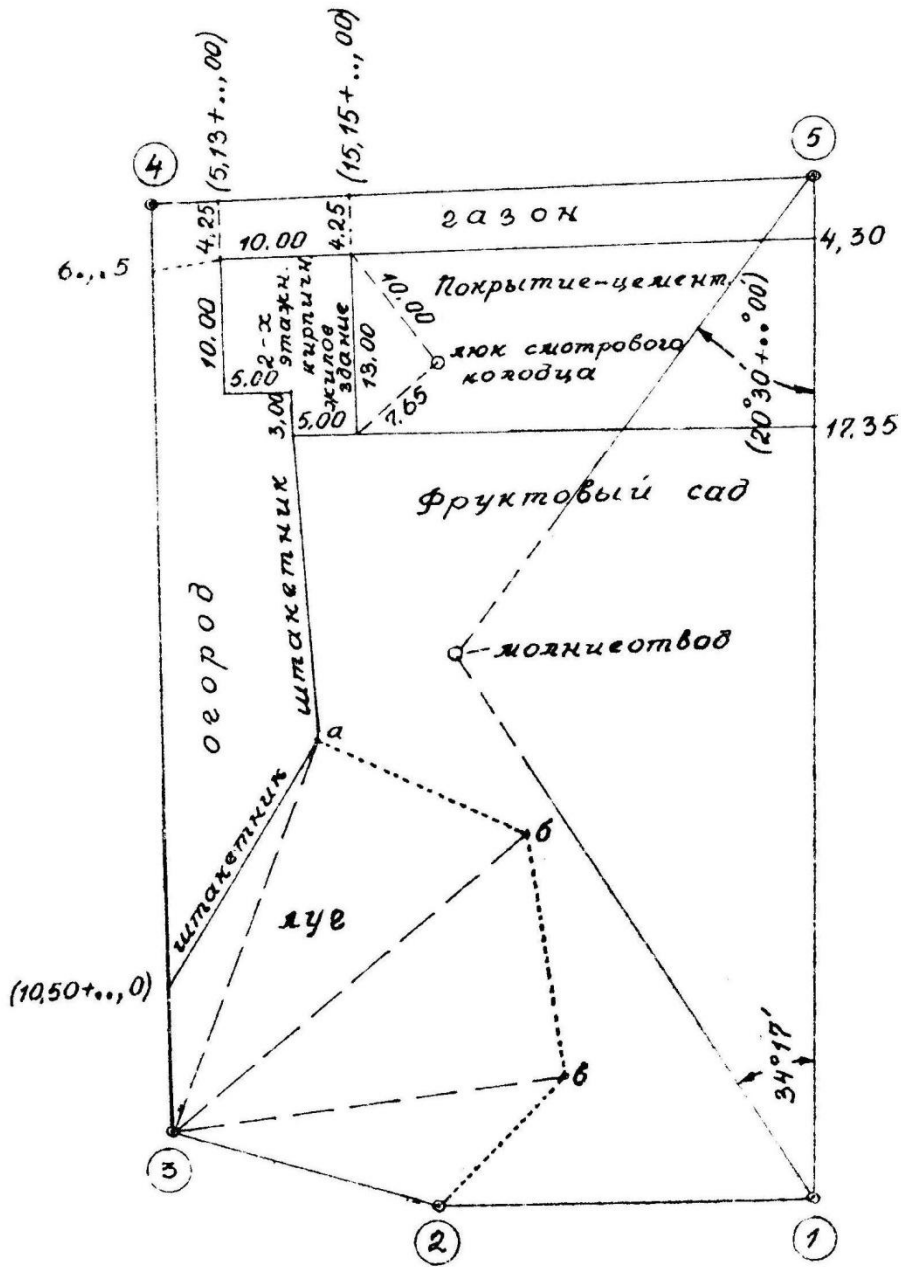 (5,13+..,00)
(15,15+..,00)
4
5
4.25
4.25
газон
10.00
4,30
6..,.5
10.00
2-х
этажн.
кирпичн
жилое
здание
13.00
10.00
Покрытие-цемент.
люк смотрового
колодца
7.65
5.00
3,00
5,00
(20°30+..°00′)
17.35
Фруктовый сад
штакетник
огород
молниеотвод
а
б
штакетник
луг
(10,50+..,0)
в
34°17′
3
2
1